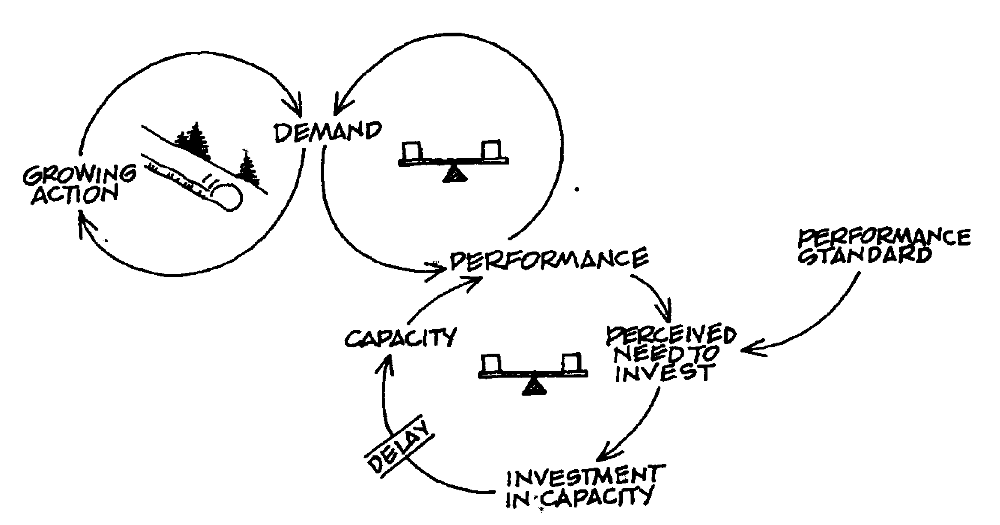 DEMAND
GROWING
ACTION
PERFORMANCE
STANDARD
PERFORMANCE
CAPACITY
PERCEIVED
NEED TO
INVEST
DELAY
INVESTMENT
IN CAPACITY